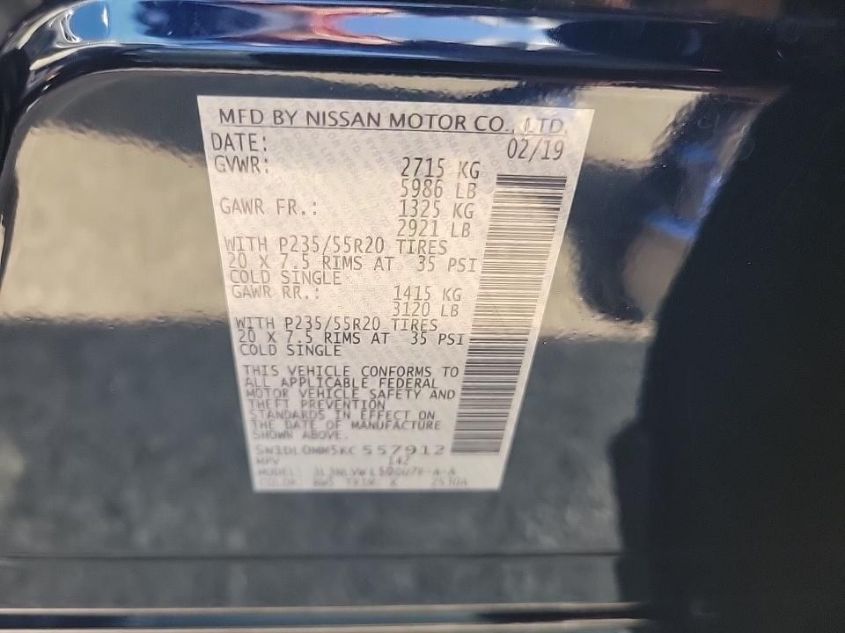 MFD BY NISSAN MOTOR CO., LTD.
DATE: 02/19
GVWR: 2715 KG
5986 LB
GAWR FR.: 1325 KG
2921 LB
WITH P235/55R20 TIRES
20 X 7.5 RIMS AT 35 PSI
COLD SINGLE
GAWR RR.: 1415 KG
3120 LB
WITH P235/55R20 TIRES
20 X 7.5 RIMS AT 35 PSI
COLD SINGLE
THIS VEHICLE CONFORMS TO
ALL APPLICABLE FEDERAL
MOTOR VEHICLE SAFETY AND
THEFT PREVENTION
STANDARDS IN EFFECT ON
THE DATE OF MANUFACTURE
SHOWN ABOVE.
5N1DL0MM5KC 557912
MPV
MODEL:
COLOR: TRIM: K